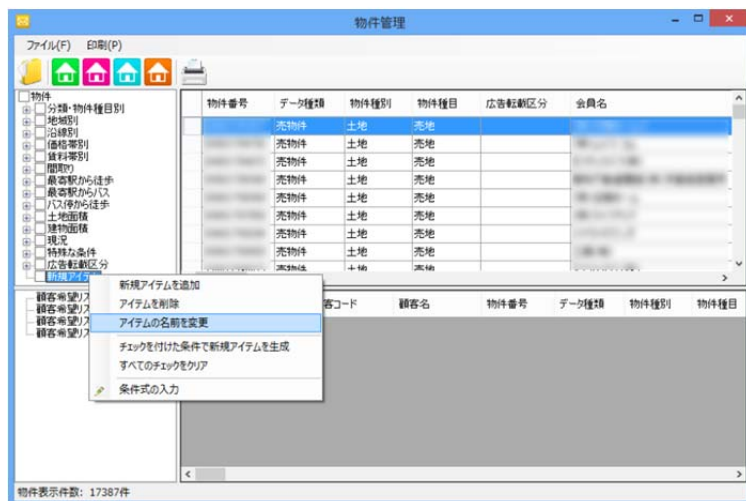 物件管理
ファイル(F) 印刷(P)
物件
分類・物件種目別
地域別
沿線別
価格帯別
賃料帯別
間取り
最寄駅から徒歩
最寄駅からバス
バス停から徒歩
土地面積
建物面積
現況
特殊な条件
広告転載区分
新規アイテム
物件番号 データ種類 物件種別 物件種目 広告転載区分 会員名
売物件 土地 売地
売物件 土地 売地
売物件 土地 売地
売物件 土地 売地
売物件 土地 売地
売物件 土地 売地
売物件 土地 売地
売物件 土地 売地
売物件 土地 売地
新規アイテムを追加
アイテムを削除
アイテムの名前を変更
チェックを付けた条件で新規アイテムを生成
すべてのチェックをクリア
条件式の入力
顧客希望リス
顧客希望リス
顧客希望リス
客コード 顧客名 物件番号 データ種類 物件種別 物件種目
物件表示件数: 17387件